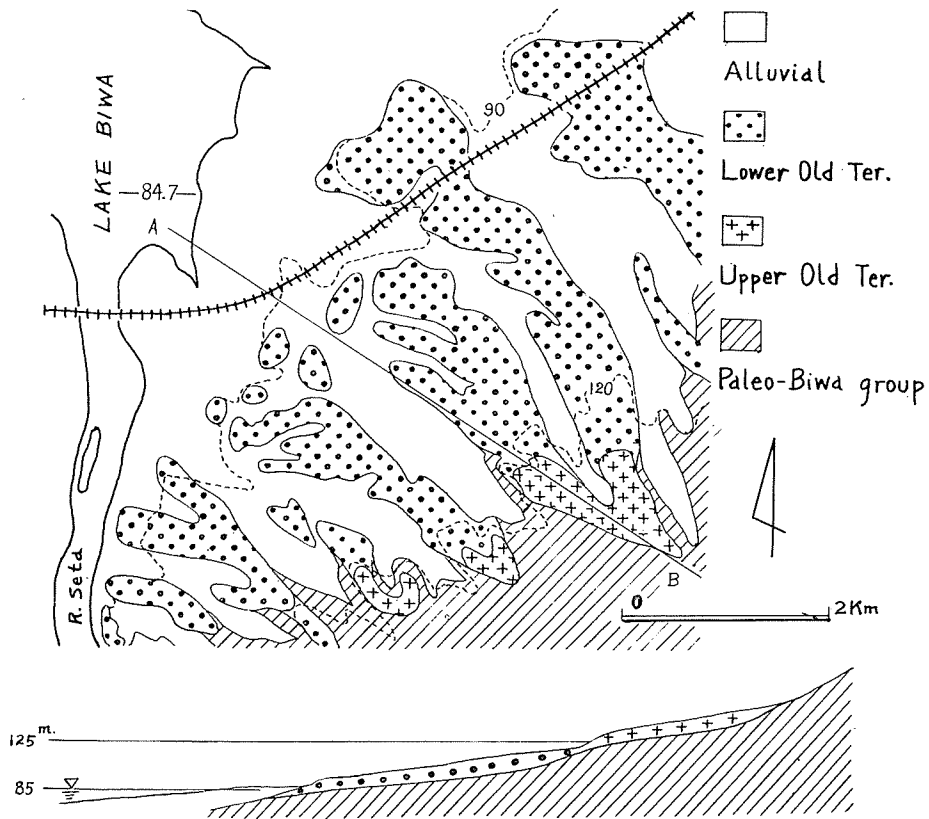 LAKE BIWA
84.7
A
90
120
B
R. Seta
Alluvial
Lower Old Ter.
Upper Old Ter.
Paleo-Biwa group
0 2Km
125 m.
85